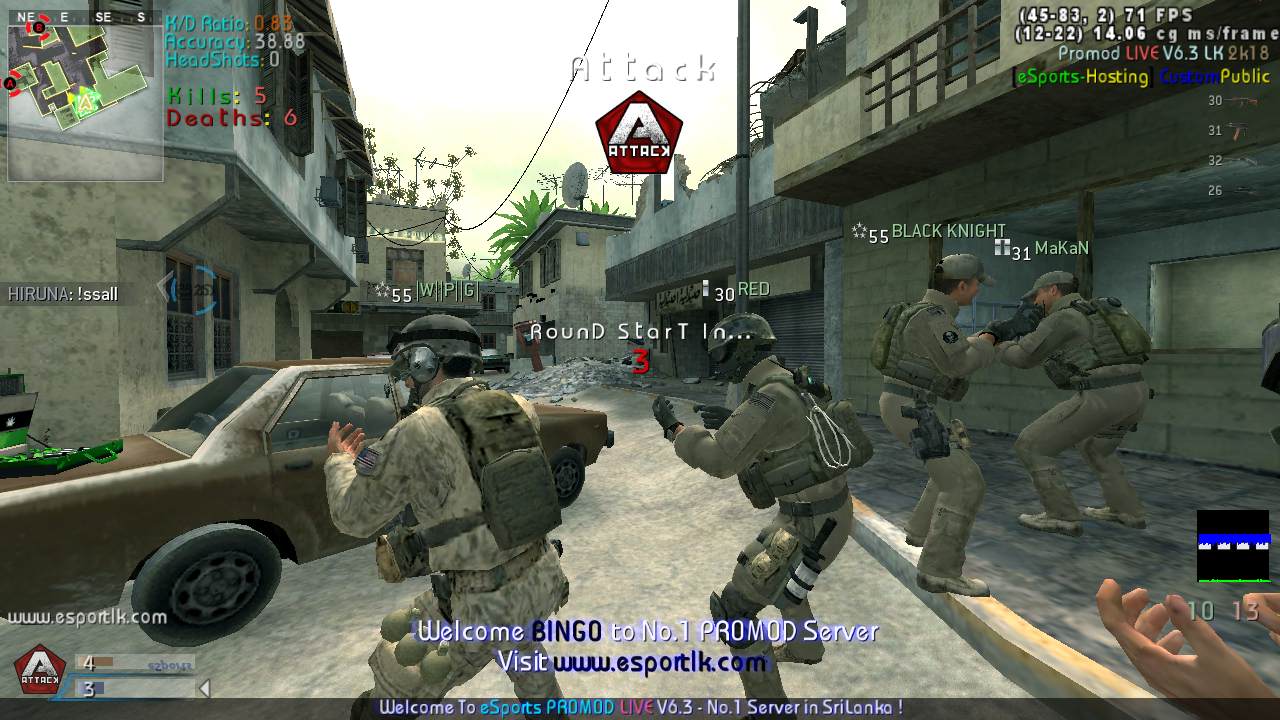 NE E SE S
B
A
K/D Ratio: 0.83
Accuracy: 38.88
HeadShots: 0
Kills: 5
Deaths: 6
(45-83, 2) 71 FPS
(12-22) 14.06 cg ms/frame
Promod LIVE V6.3 LK 2k18
[eSports-Hosting] CustomPublic
30
31
32
26
Attack
A
ATTACK
55 BLACK KNIGHT
31 MaKaN
55 |W||P||G|
30 RED
HIRUNA: !ssall
RounD StarT In...
3
10 13
www.esportlk.com
Welcome BINGO to No.1 PROMOD Server
Visit www.esportlk.com
A
ATTACK
4
3
Welcome To eSports PROMOD LIVE V6.3 - No.1 Server in SriLanka !